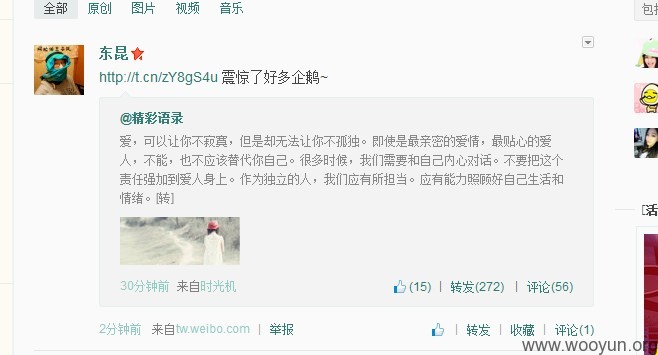 全部 原创 图片 视频 音乐
东昆
http://t.cn/zY8gS4u 震惊了好多企鹅~
@精彩语录
爱，可以让你不寂寞，但是却无法让你不孤独。即使是最亲密的爱情，最贴心的爱
人，不能，也不应该替代你自己。很多时候，我们需要和自己内心对话。不要把这个
责任强加到爱人身上。作为独立的人，我们应有所担当。应有能力照顾好自己生活和
情绪。[转]
30分钟前 来自时光机 (15) | 转发(272) | 评论(56)
2分钟前 来自tw.weibo.com | 举报 | 转发 | 收藏 | 评论(1)
www.wooyun.org